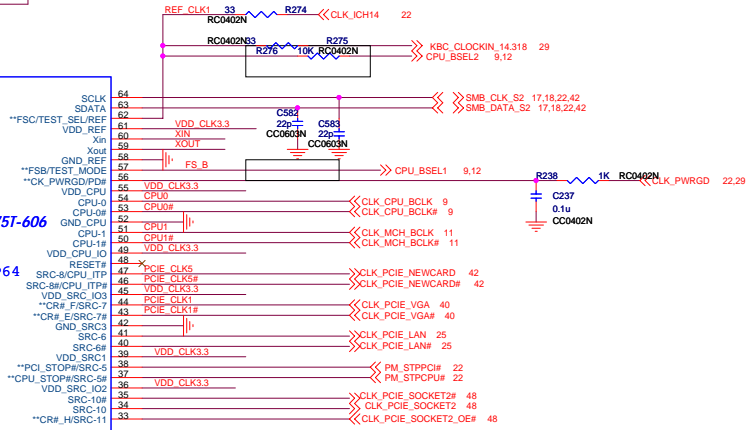 REF_CLK1 33 R274 CLK_ICH14 22
RC0402N
RC0402N 33 R275 KBC_CLOCKIN_14.318 29
R276 10K RC0402N CPU_BSEL2 9,12
SCLK 64 SMB_CLK_S2 17,18,22,42
SDATA 63 SMB_DATA_S2 17,18,22,42
**FSC/TEST_SEL/REF 62
C582 22p CC0603N
C583 22p CC0603N
VDD_REF 61 VDD_CLK3.3
Xin 60 XIN
Xout 59 XOUT
GND_REF 58
**FSB/TEST_MODE 57 FS_B CPU_BSEL1 9,12
**CK_PWRGD/PD# 56 R238 1K RC0402N CLK_PWRGD 22,29
C237
0.1u
CC0402N
VDD_CPU 55 VDD_CLK3.3
CPU-0 54 CPU0 CLK_CPU_BCLK 9
CPU-0# 53 CPU0# CLK_CPU_BCLK# 9
GND_CPU 52
5T-606
CPU-1 51 CPU1 CLK_MCH_BCLK 11
CPU-1# 50 CPU1# CLK_MCH_BCLK# 11
VDD_CPU_IO 49 VDD_CLK3.3
RESET# 48
64
SRC-8/CPU_ITP 47 PCIE_CLK5 CLK_PCIE_NEWCARD 42
SRC-8#/CPU_ITP# 46 PCIE_CLK5# CLK_PCIE_NEWCARD# 42
VDD_SRC_IO3 45 VDD_CLK3.3
**CR#_F/SRC-7 44 PCIE_CLK1 CLK_PCIE_VGA 40
**CR#_E/SRC-7# 43 PCIE_CLK1# CLK_PCIE_VGA# 40
GND_SRC3 42
SRC-6 41 CLK_PCIE_LAN 25
SRC-6# 40 CLK_PCIE_LAN# 25
VDD_SRC1 39 VDD_CLK3.3
**PCI_STOP#/SRC-5 38 PM_STPPCI# 22
**CPU_STOP#/SRC-5# 37 PM_STPCPU# 22
VDD_SRC_IO2 36 VDD_CLK3.3
SRC-10# 35 CLK_PCIE_SOCKET2# 48
SRC-10 34 CLK_PCIE_SOCKET2 48
**CR#_H/SRC-11 33 CLK_PCIE_SOCKET2_OE# 48